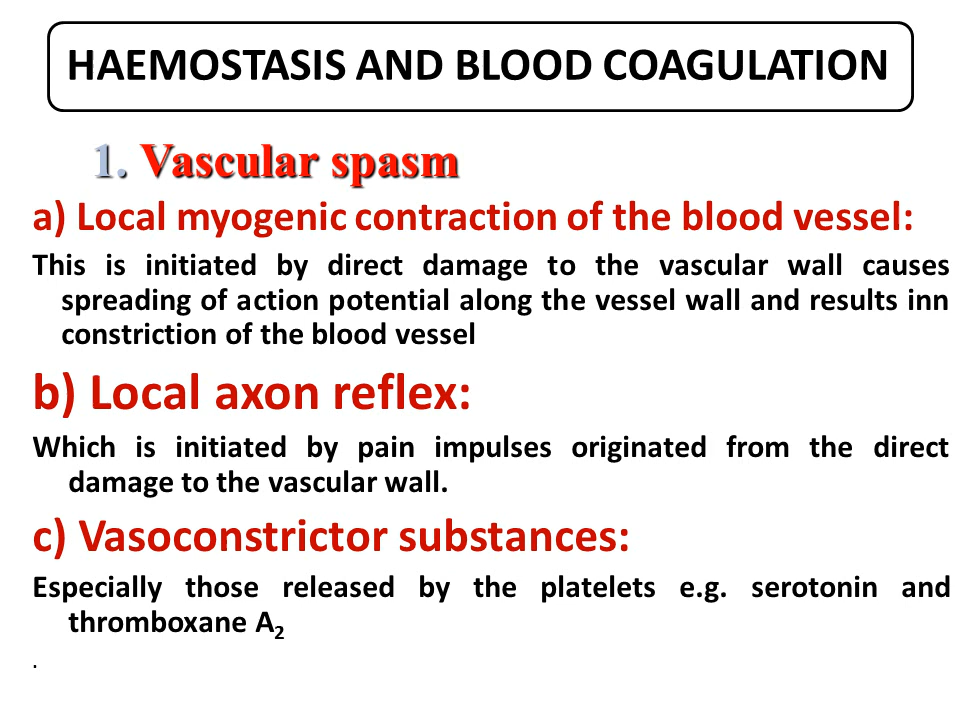 HAEMOSTASIS AND BLOOD COAGULATION
1. Vascular spasm
a) Local myogenic contraction of the blood vessel:
This is initiated by direct damage to the vascular wall causes
spreading of action potential along the vessel wall and results inn
constriction of the blood vessel
b) Local axon reflex:
Which is initiated by pain impulses originated from the direct
damage to the vascular wall.
c) Vasoconstrictor substances:
Especially those released by the platelets e.g. serotonin and
thromboxane A₂
.